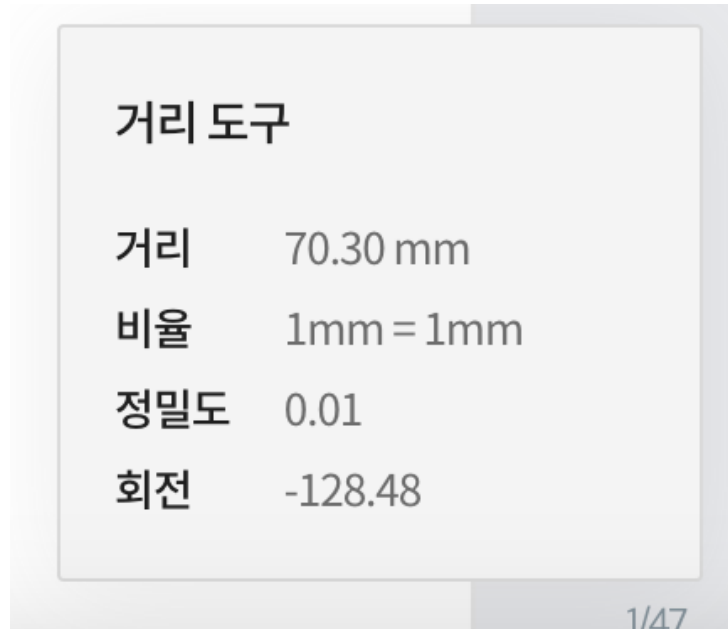 거리 도구
거리 70.30 mm
비율 1mm = 1mm
정밀도 0.01
회전 -128.48
1/47